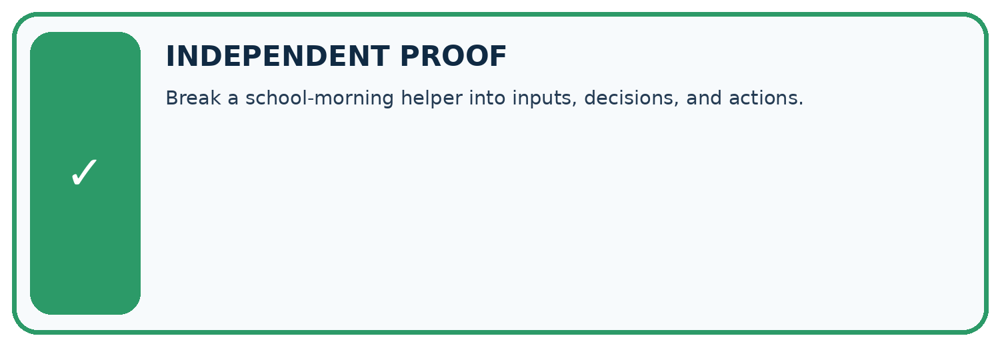 INDEPENDENT PROOF
Break a school-morning helper into inputs, decisions, and actions.
✓